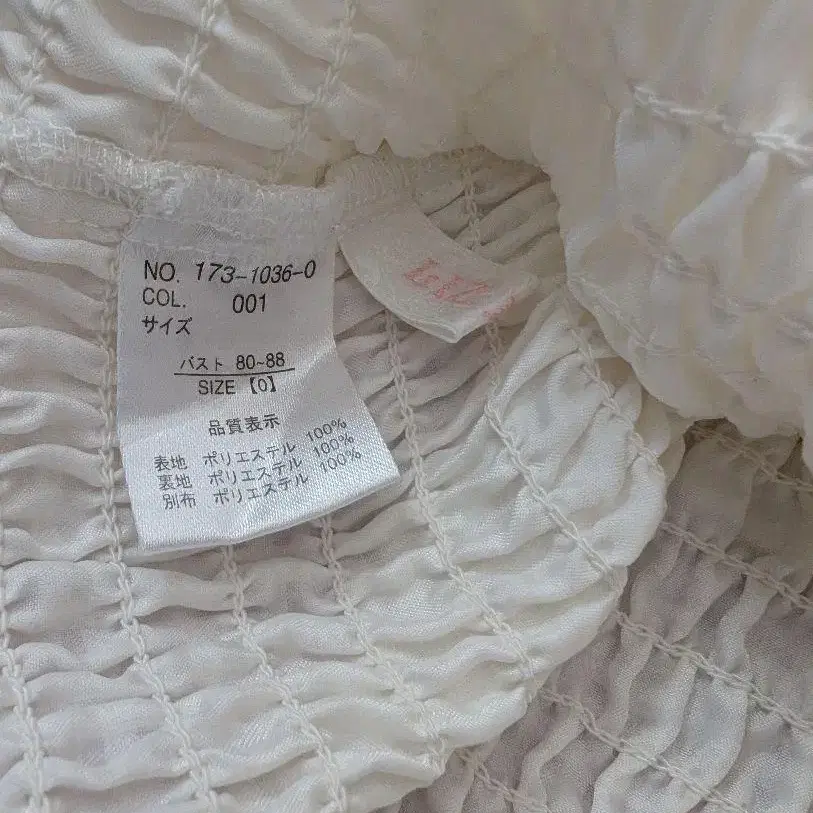 NO. 173-1036-0
COL. 001
サイズ
バスト 80~88
SIZE 【0】
品質表示
表地 ポリエステル 100%
裏地 ポリエステル 100%
別布 ポリエステル 100%